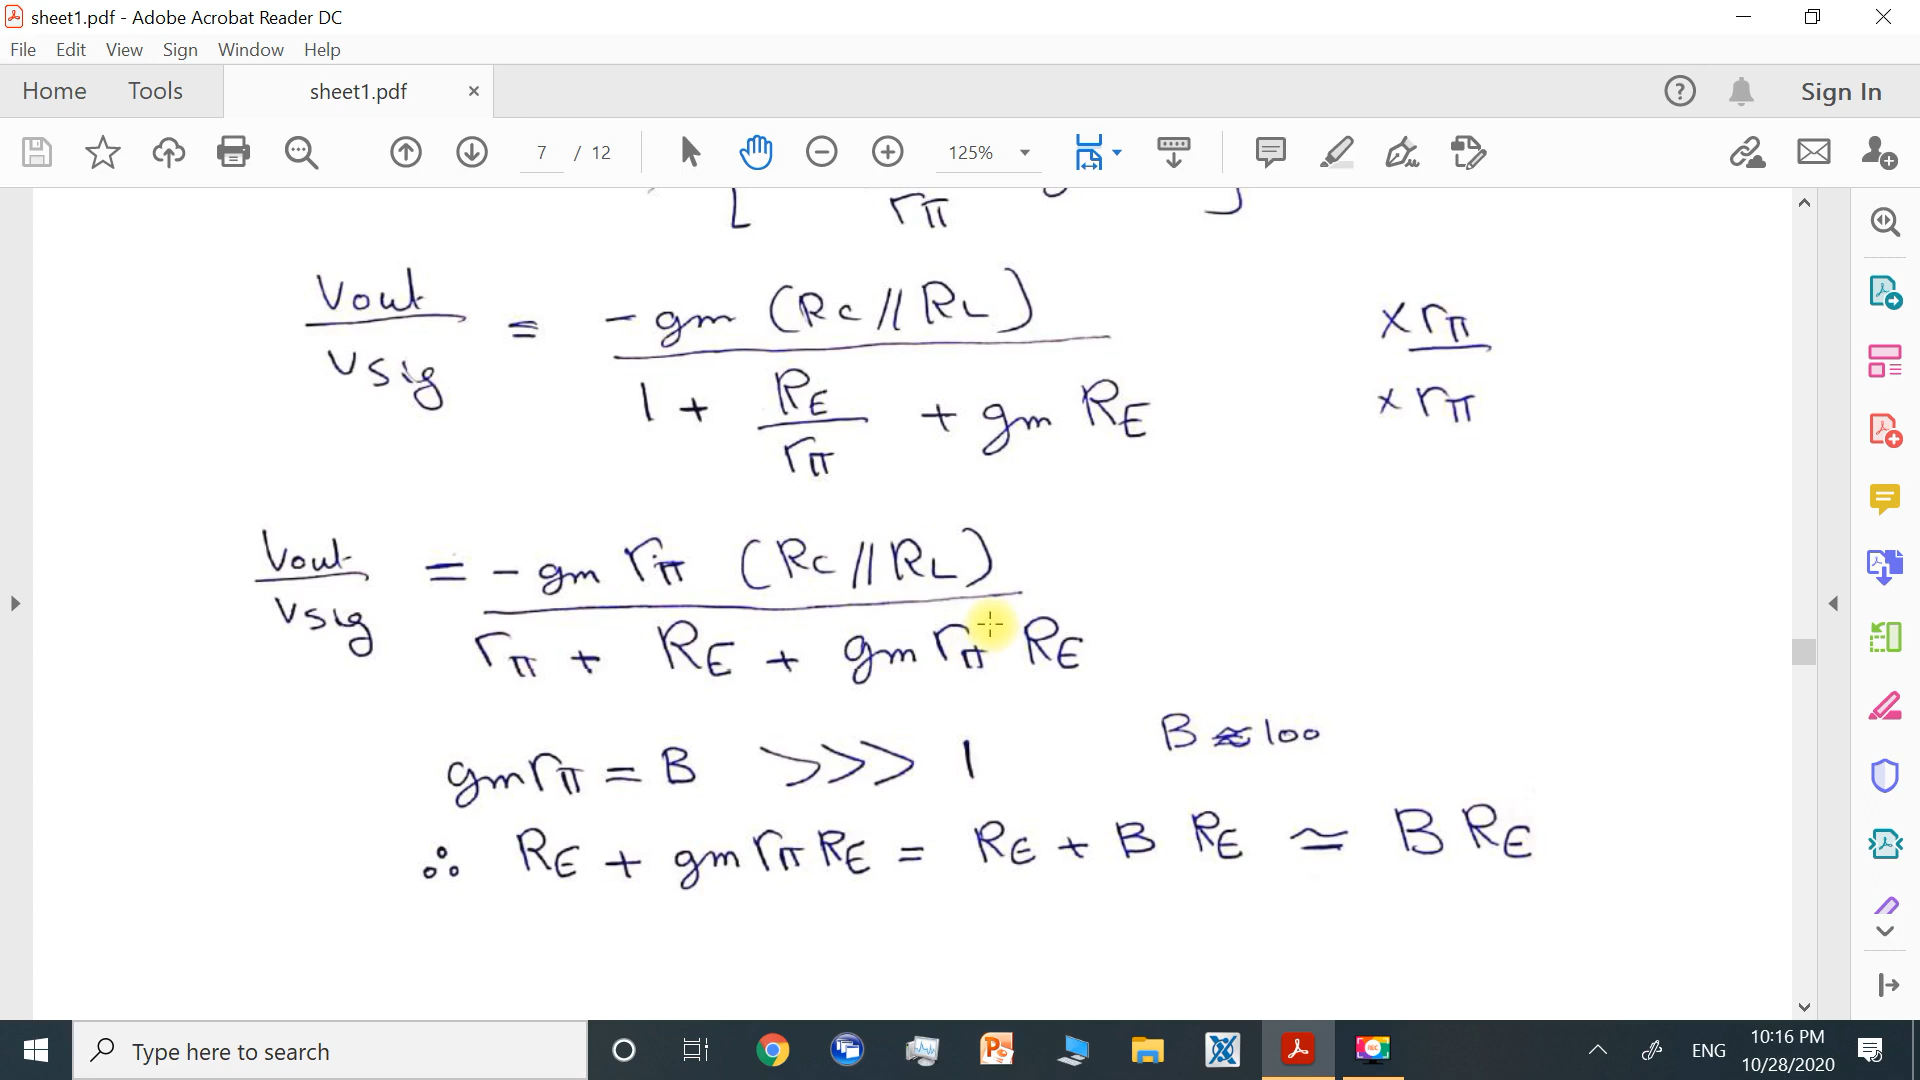 sheet1.pdf - Adobe Acrobat Reader DC
File Edit View Sign Window Help
Home Tools sheet1.pdf × Sign In
7 / 12 125%
[ rπ ]
Vout / Vsig = -gm (Rc // RL) / 1 + RE / rπ + gm RE × rπ / × rπ
Vout / Vsig = -gm rπ (Rc // RL) / rπ + RE + gm rπ RE
gm rπ = B >>> 1 B ≈ 100
∴ RE + gm rπ RE = RE + B RE ≃ B RE
Type here to search
ENG
10:16 PM
10/28/2020